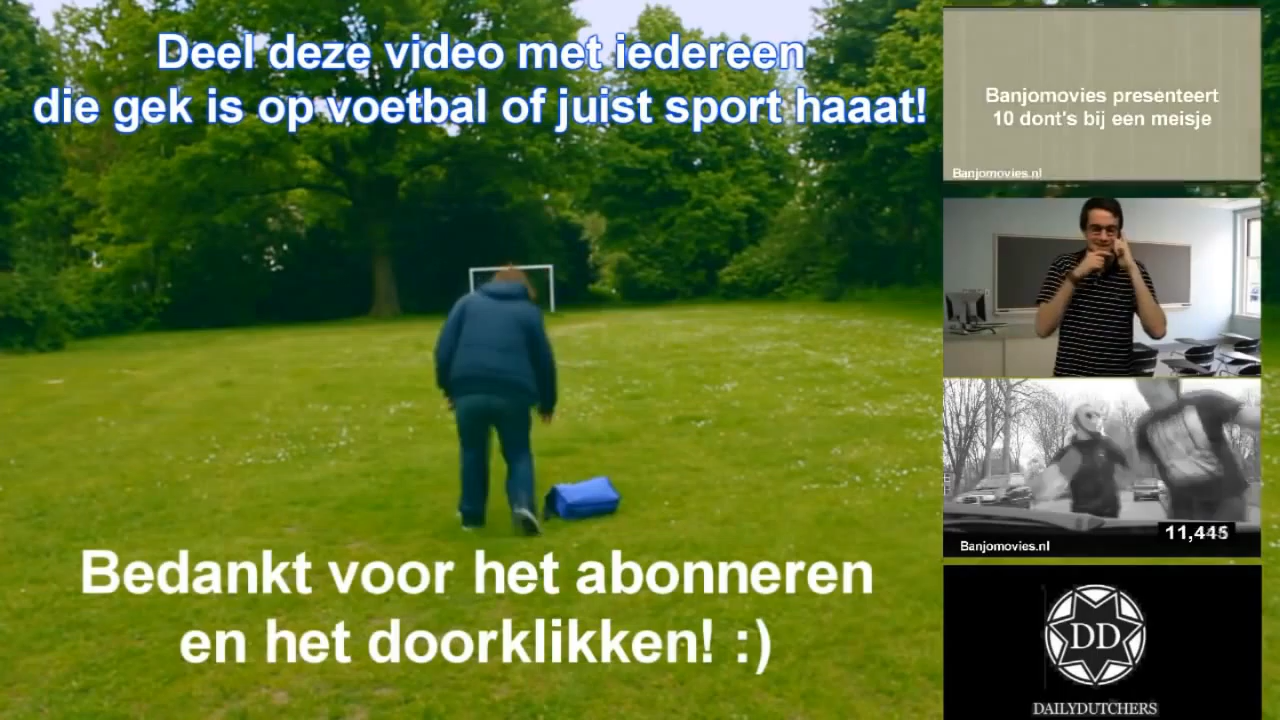 Deel deze video met iedereen
die gek is op voetbal of juist sport haaat!
Bedankt voor het abonneren
en het doorklikken! :)
Banjomovies presenteert
10 dont's bij een meisje
Banjomovies.nl
11,445
Banjomovies.nl
DD
DAILYDUTCHERS